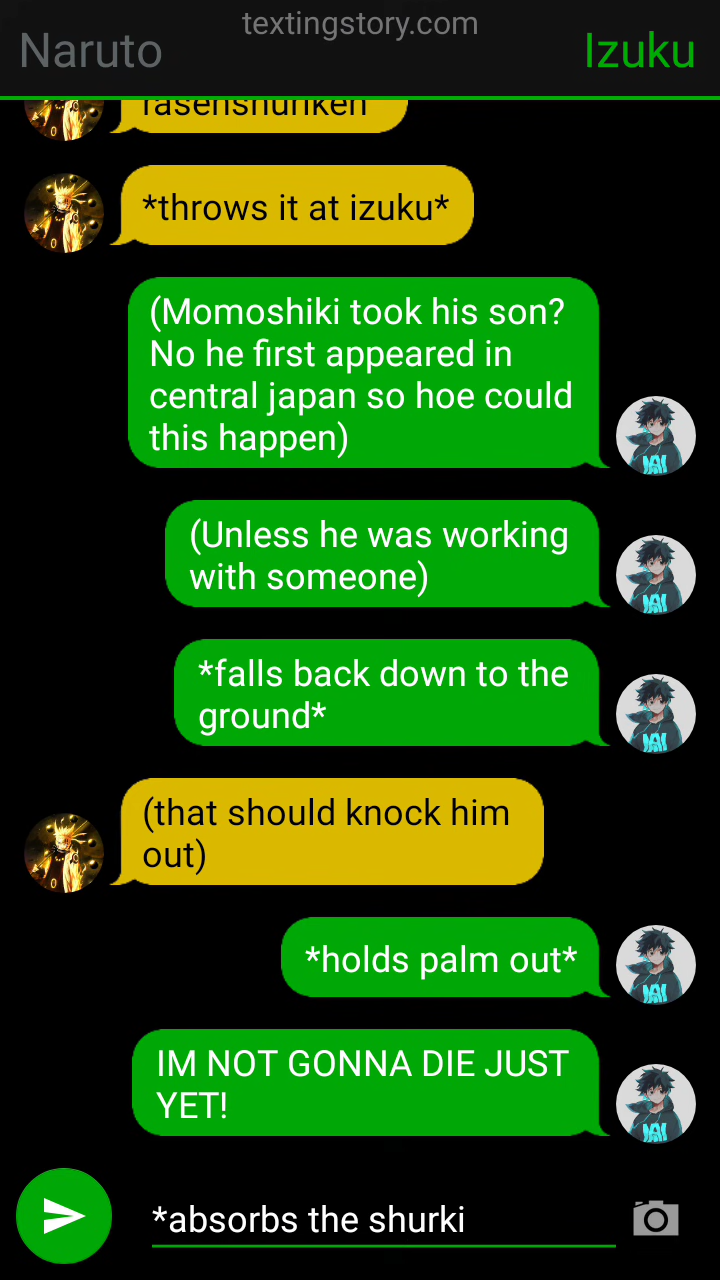 textingstory.com
Naruto
Izuku
rasenshuriken
*throws it at izuku*
(Momoshiki took his son?
No he first appeared in
central japan so hoe could
this happen)
(Unless he was working
with someone)
*falls back down to the
ground*
(that should knock him
out)
*holds palm out*
IM NOT GONNA DIE JUST
YET!
*absorbs the shurki